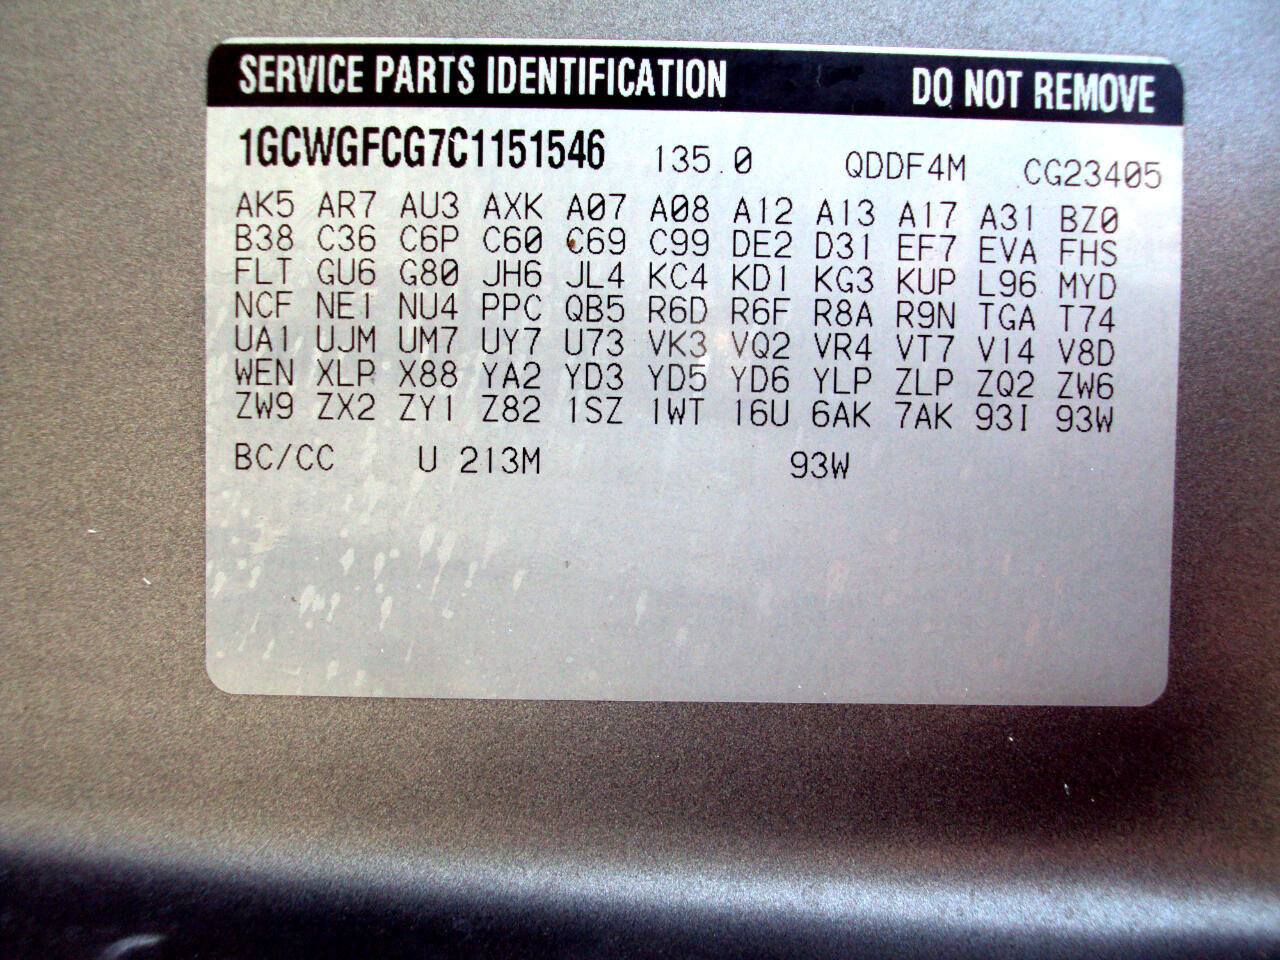 SERVICE PARTS IDENTIFICATION DO NOT REMOVE
1GCWGFCG7C1151546 135.0 QDDF4M CG23405
AK5 AR7 AU3 AXK A07 A08 A12 A13 A17 A31 BZ0
B38 C36 C6P C60 C69 C99 DE2 D31 EF7 EVA FHS
FLT GU6 G80 JH6 JL4 KC4 KD1 KG3 KUP L96 MYD
NCF NE1 NU4 PPC QB5 R6D R6F R8A R9N TGA T74
UA1 UJM UM7 UY7 U73 VK3 VQ2 VR4 VT7 V14 V8D
WEN XLP X88 YA2 YD3 YD5 YD6 YLP ZLP ZQ2 ZW6
ZW9 ZX2 ZY1 Z82 1SZ 1WT 16U 6AK 7AK 93I 93W
BC/CC U 213M 93W